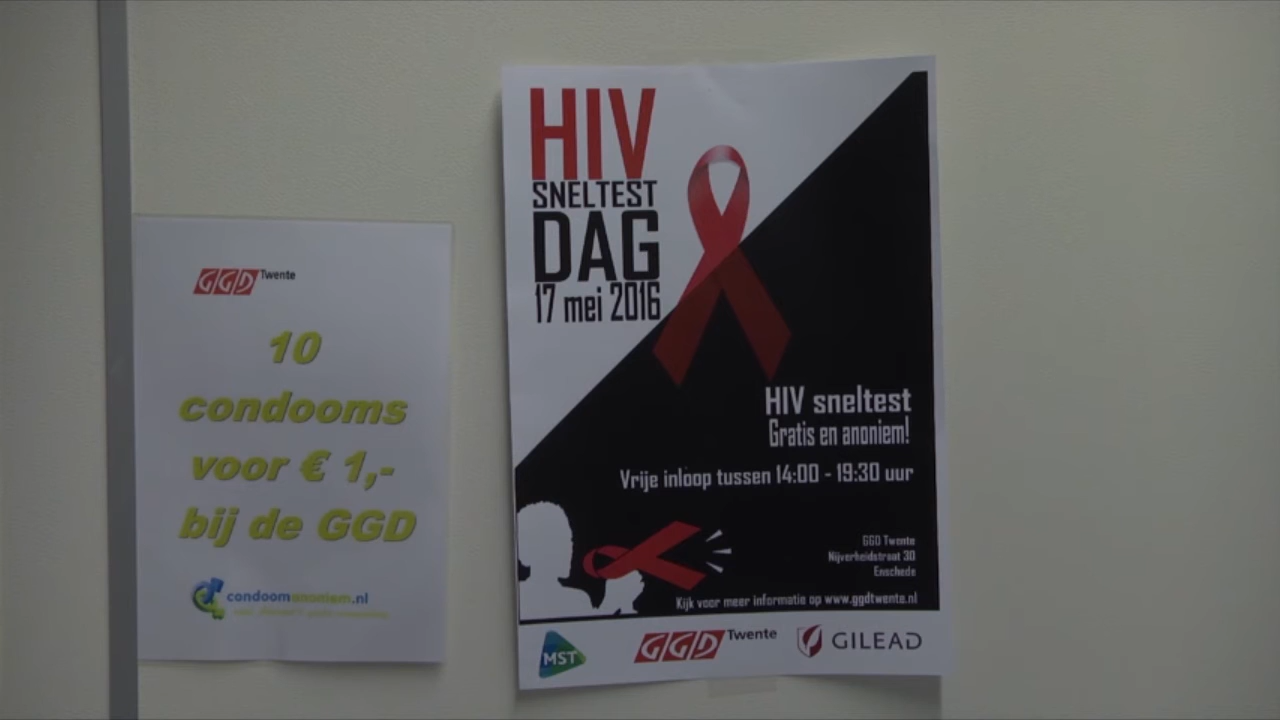 GGD Twente
10
condooms
voor € 1,-
bij de GGD
condoomanoniem.nl
HIV
SNELTEST
DAG
17 mei 2016
HIV sneltest
Gratis en anoniem!
Vrije inloop tussen 14:00 - 19:30 uur
GGD Twente
Nijverheidstraat 30
Enschede
Kijk voor meer informatie op www.ggdtwente.nl
MST
GGD Twente
GILEAD